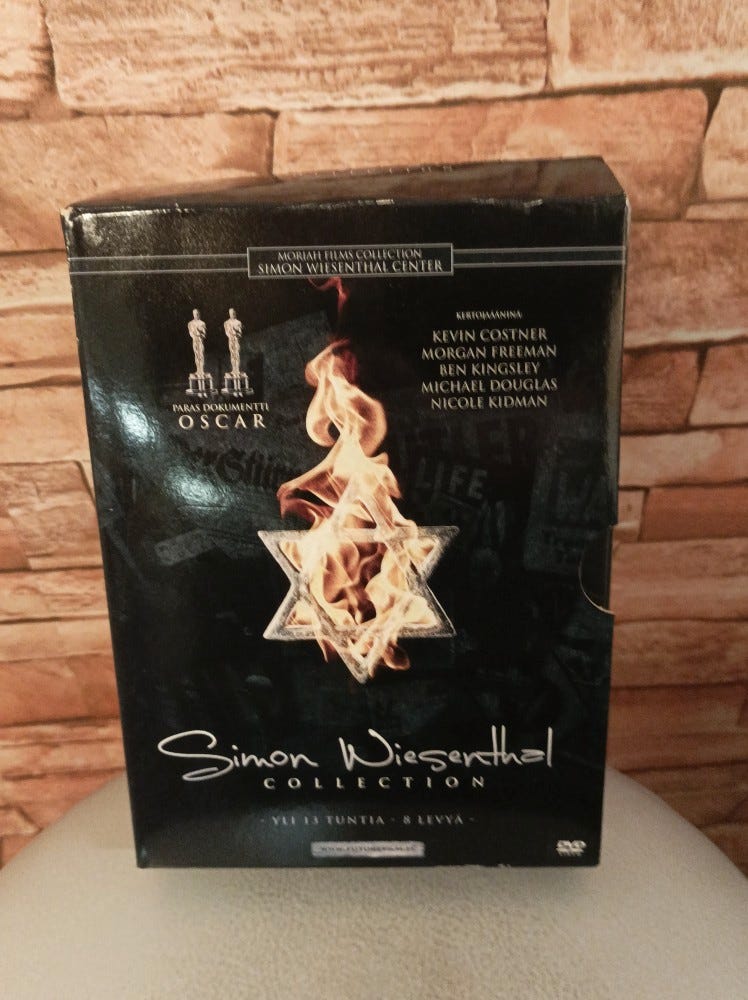 MORIAH FILMS COLLECTION
SIMON WIESENTHAL CENTER
PARAS DOKUMENTTI
OSCAR
KERTOJAÄÄNINÄ
KEVIN COSTNER
MORGAN FREEMAN
BEN KINGSLEY
MICHAEL DOUGLAS
NICOLE KIDMAN
LIFE
Simon Wiesenthal
COLLECTION
- YLI 13 TUNTIA - 8 LEVYÄ -
DVD